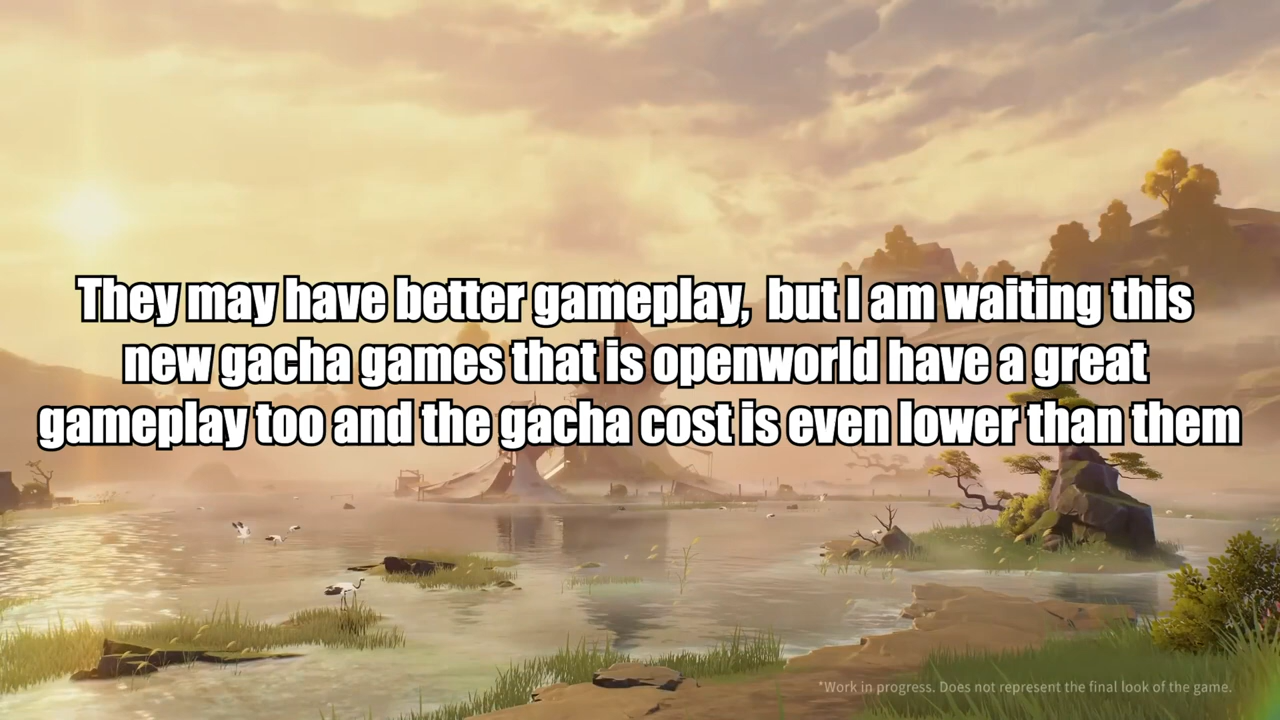 They may have better gameplay,  but I am waiting this
new gacha games that is openworld have a great
gameplay too and the gacha cost is even lower than them
*Work in progress. Does not represent the final look of the game.